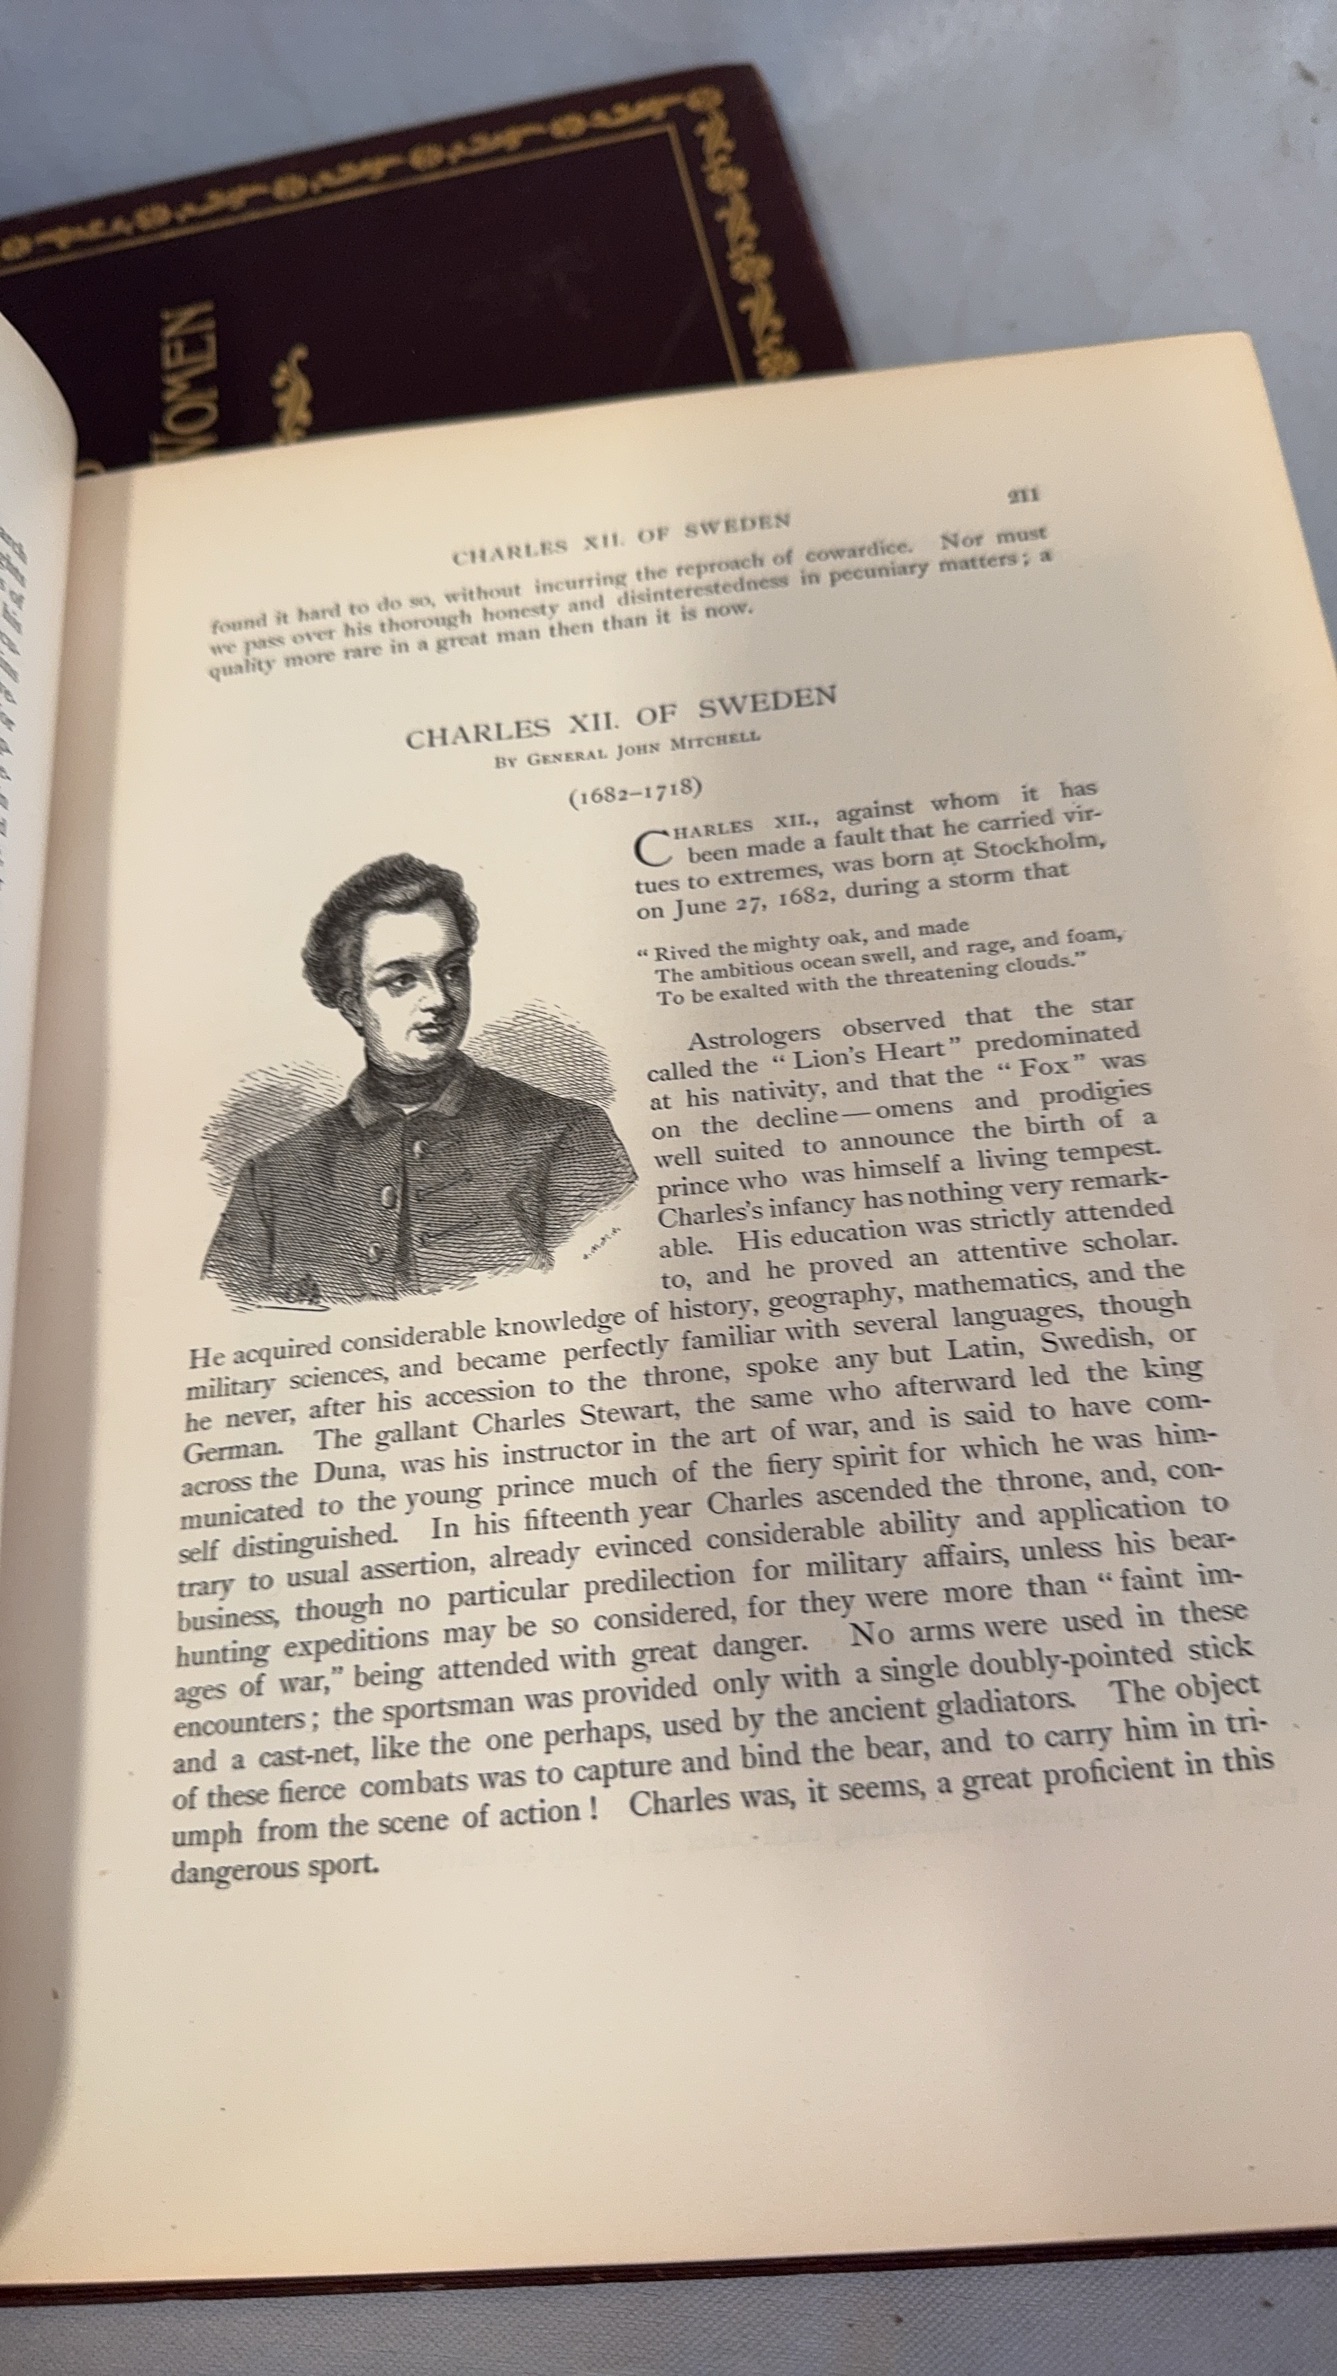 WOMEN
CHARLES XII. OF SWEDEN 211
found it hard to do so, without incurring the reproach of cowardice. Nor must
we pass over his thorough honesty and disinterestedness in pecuniary matters; a
quality more rare in a great man then than it is now.
CHARLES XII. OF SWEDEN
BY GENERAL JOHN MITCHELL
(1682–1718)
CHARLES XII., against whom it has
been made a fault that he carried vir-
tues to extremes, was born at Stockholm,
on June 27, 1682, during a storm that
“Rived the mighty oak, and made
The ambitious ocean swell, and rage, and foam,
To be exalted with the threatening clouds.”
Astrologers observed that the star
called the “Lion’s Heart” predominated
at his nativity, and that the “Fox” was
on the decline—omens and prodigies
well suited to announce the birth of a
prince who was himself a living tempest.
Charles’s infancy has nothing very remark-
able. His education was strictly attended
to, and he proved an attentive scholar.
He acquired considerable knowledge of history, geography, mathematics, and the
military sciences, and became perfectly familiar with several languages, though
he never, after his accession to the throne, spoke any but Latin, Swedish, or
German. The gallant Charles Stewart, the same who afterward led the king
across the Duna, was his instructor in the art of war, and is said to have com-
municated to the young prince much of the fiery spirit for which he was him-
self distinguished. In his fifteenth year Charles ascended the throne, and, con-
trary to usual assertion, already evinced considerable ability and application to
business, though no particular predilection for military affairs, unless his bear-
hunting expeditions may be so considered, for they were more than “faint im-
ages of war,” being attended with great danger. No arms were used in these
encounters; the sportsman was provided only with a single doubly-pointed stick
and a cast-net, like the one perhaps, used by the ancient gladiators. The object
of these fierce combats was to capture and bind the bear, and to carry him in tri-
umph from the scene of action! Charles was, it seems, a great proficient in this
dangerous sport.